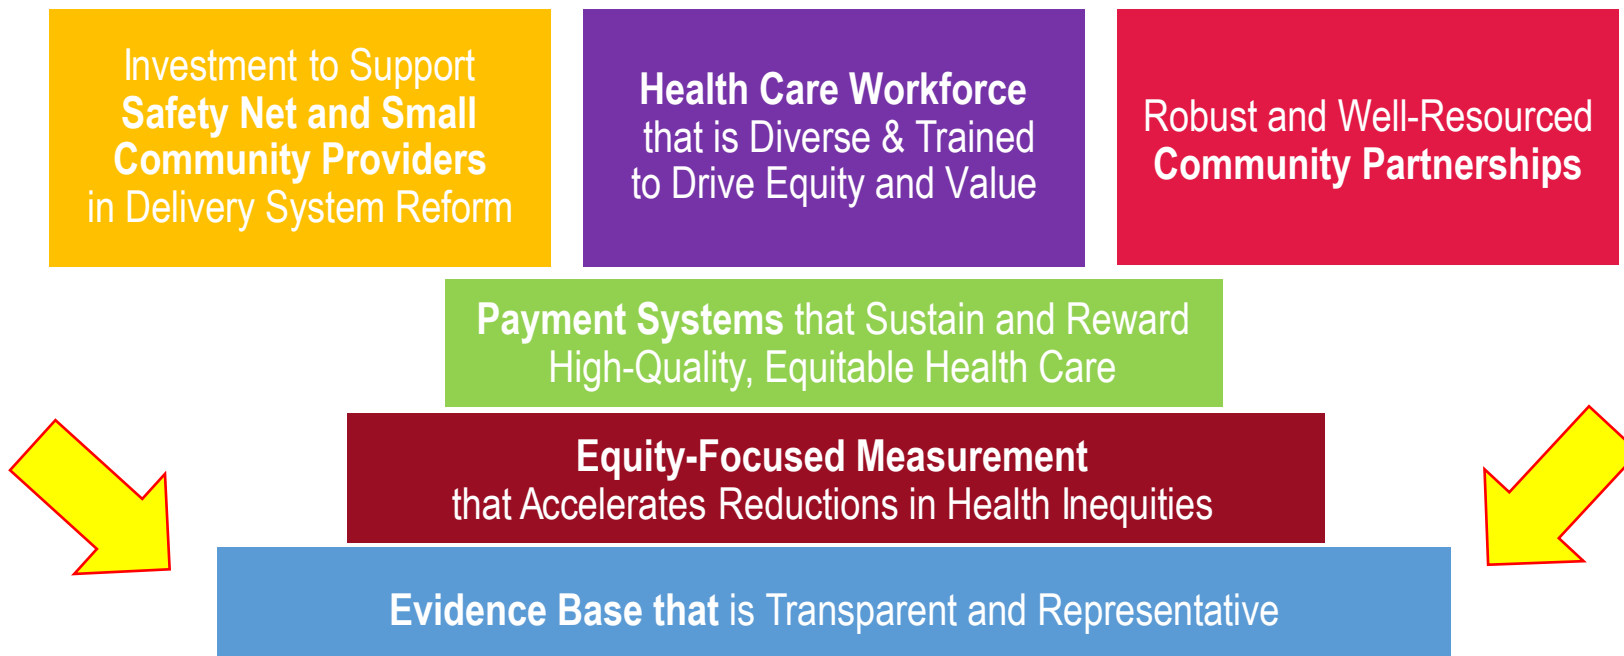 Investment to Support
Safety Net and Small
Community Providers
in Delivery System Reform
Health Care Workforce
that is Diverse & Trained
to Drive Equity and Value
Robust and Well-Resourced
Community Partnerships
Payment Systems that Sustain and Reward
High-Quality, Equitable Health Care
Equity-Focused Measurement
that Accelerates Reductions in Health Inequities
Evidence Base that is Transparent and Representative